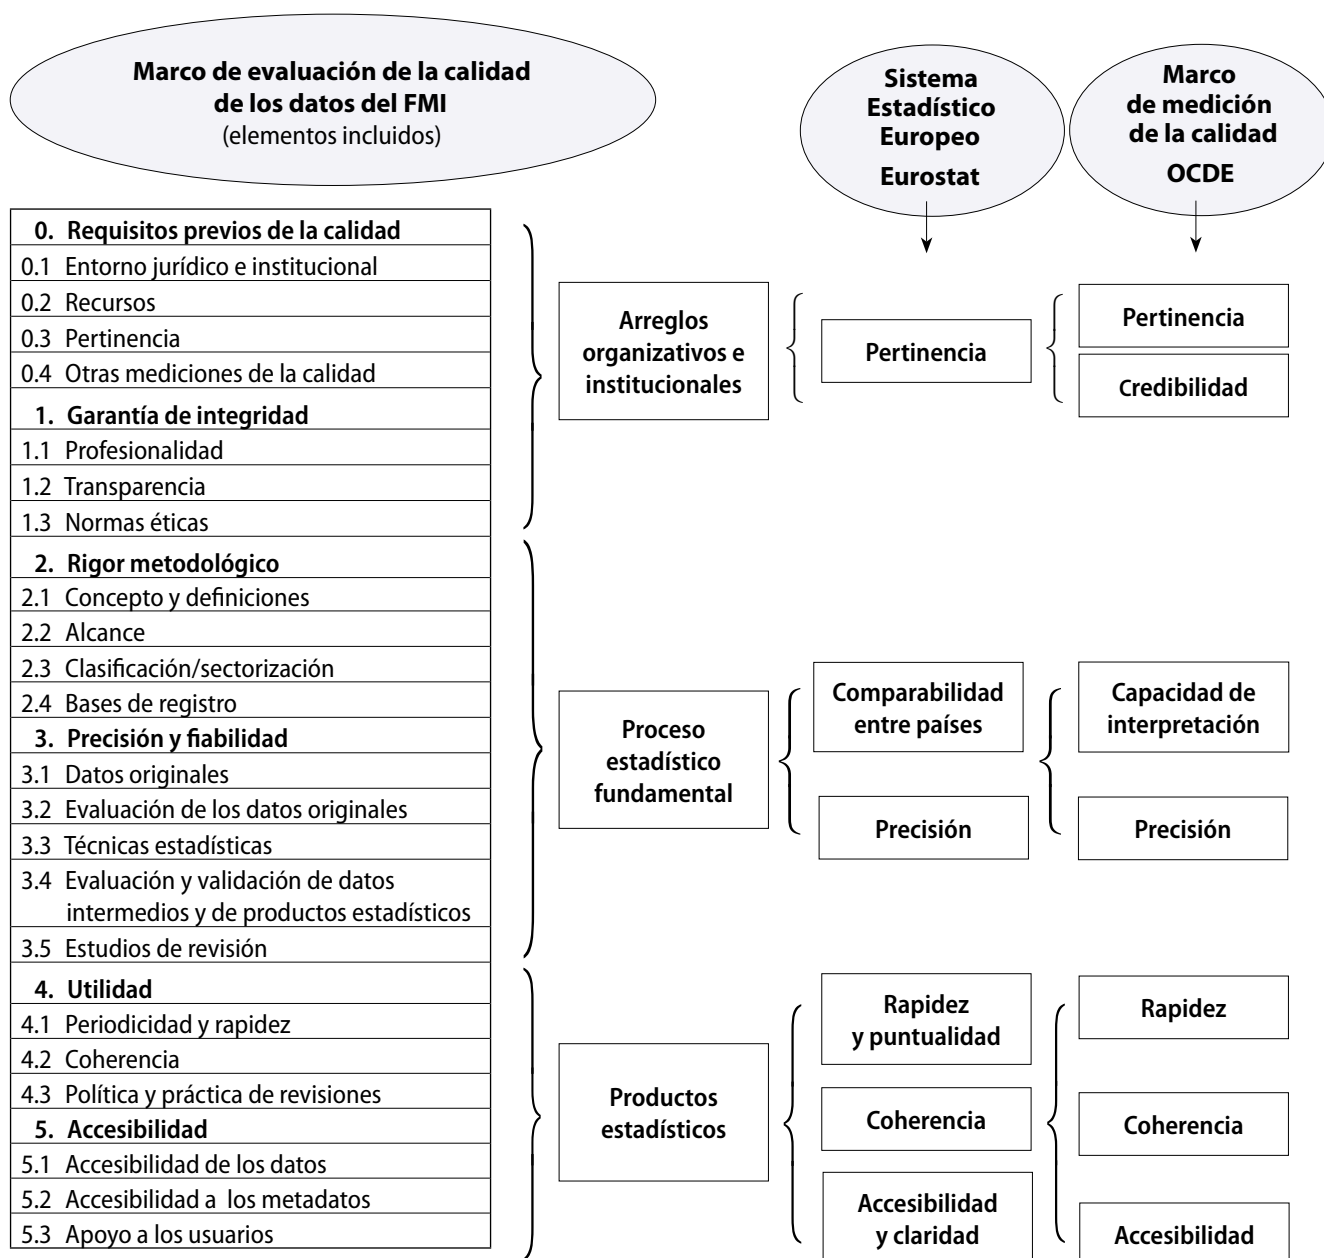 Marco de evaluación de la calidad
de los datos del FMI
(elementos incluidos)
Sistema
Estadístico
Europeo
Eurostat
Marco
de medición
de la calidad
OCDE
0. Requisitos previos de la calidad
0.1 Entorno jurídico e institucional
0.2 Recursos
0.3 Pertinencia
0.4 Otras mediciones de la calidad
1. Garantía de integridad
1.1 Profesionalidad
1.2 Transparencia
1.3 Normas éticas
2. Rigor metodológico
2.1 Concepto y definiciones
2.2 Alcance
2.3 Clasificación/sectorización
2.4 Bases de registro
3. Precisión y fiabilidad
3.1 Datos originales
3.2 Evaluación de los datos originales
3.3 Técnicas estadísticas
3.4 Evaluación y validación de datos
intermedios y de productos estadísticos
3.5 Estudios de revisión
4. Utilidad
4.1 Periodicidad y rapidez
4.2 Coherencia
4.3 Política y práctica de revisiones
5. Accesibilidad
5.1 Accesibilidad de los datos
5.2 Accesibilidad a los metadatos
5.3 Apoyo a los usuarios
Arreglos
organizativos e
institucionales
Pertinencia
Pertinencia
Credibilidad
Proceso
estadístico
fundamental
Comparabilidad
entre países
Precisión
Capacidad de
interpretación
Precisión
Productos
estadísticos
Rapidez
y puntualidad
Coherencia
Accesibilidad
y claridad
Rapidez
Coherencia
Accesibilidad